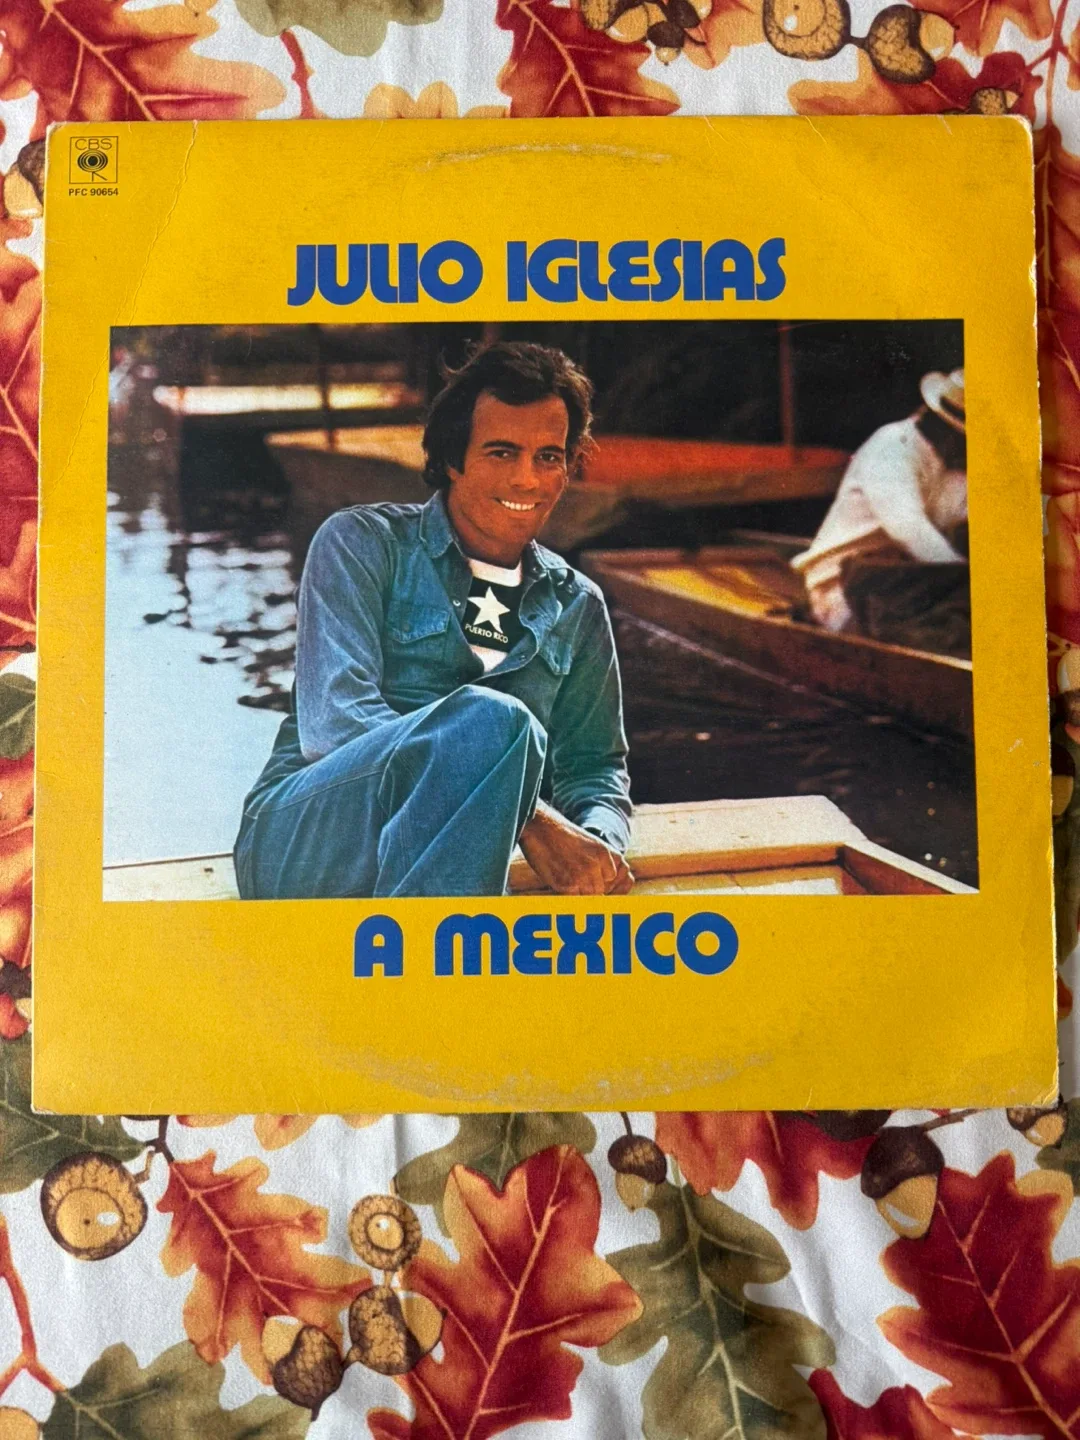 CBS
PFC 90654
JULIO IGLESIAS
PUERTO RICO
A MEXICO